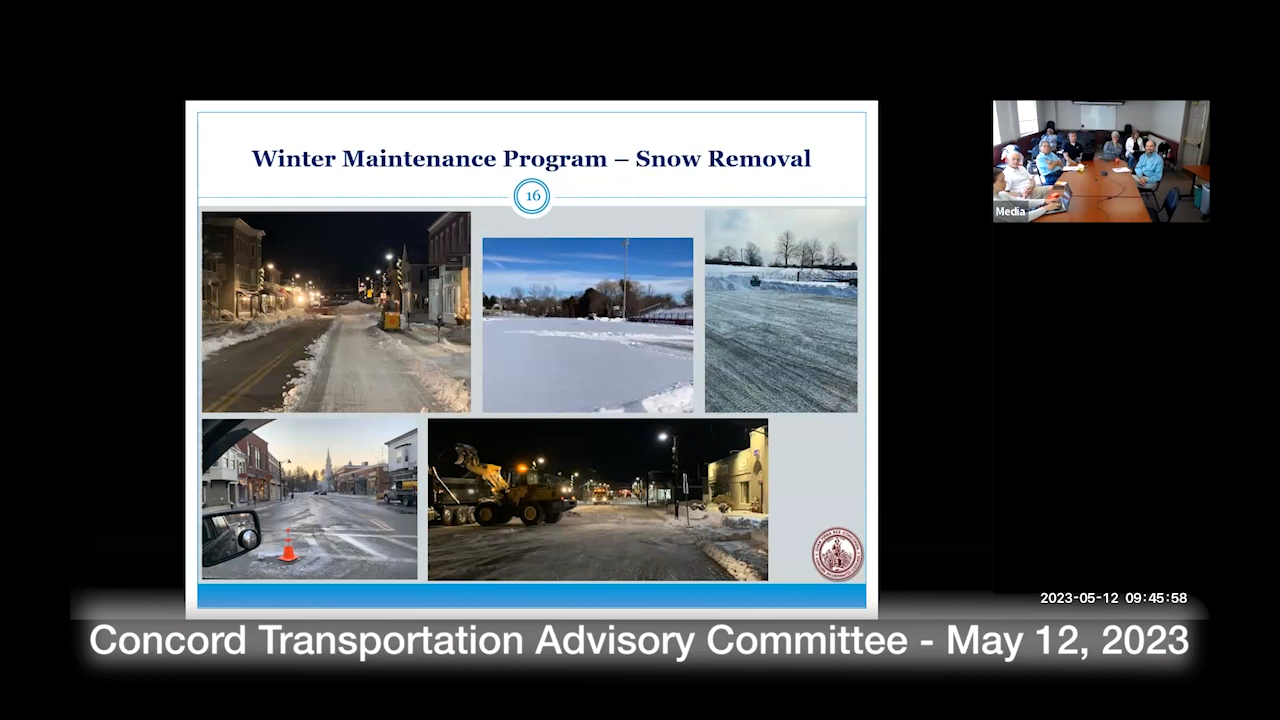 Winter Maintenance Program – Snow Removal
16
Media
2023-05-12 09:45:58
Concord Transportation Advisory Committee - May 12, 2023